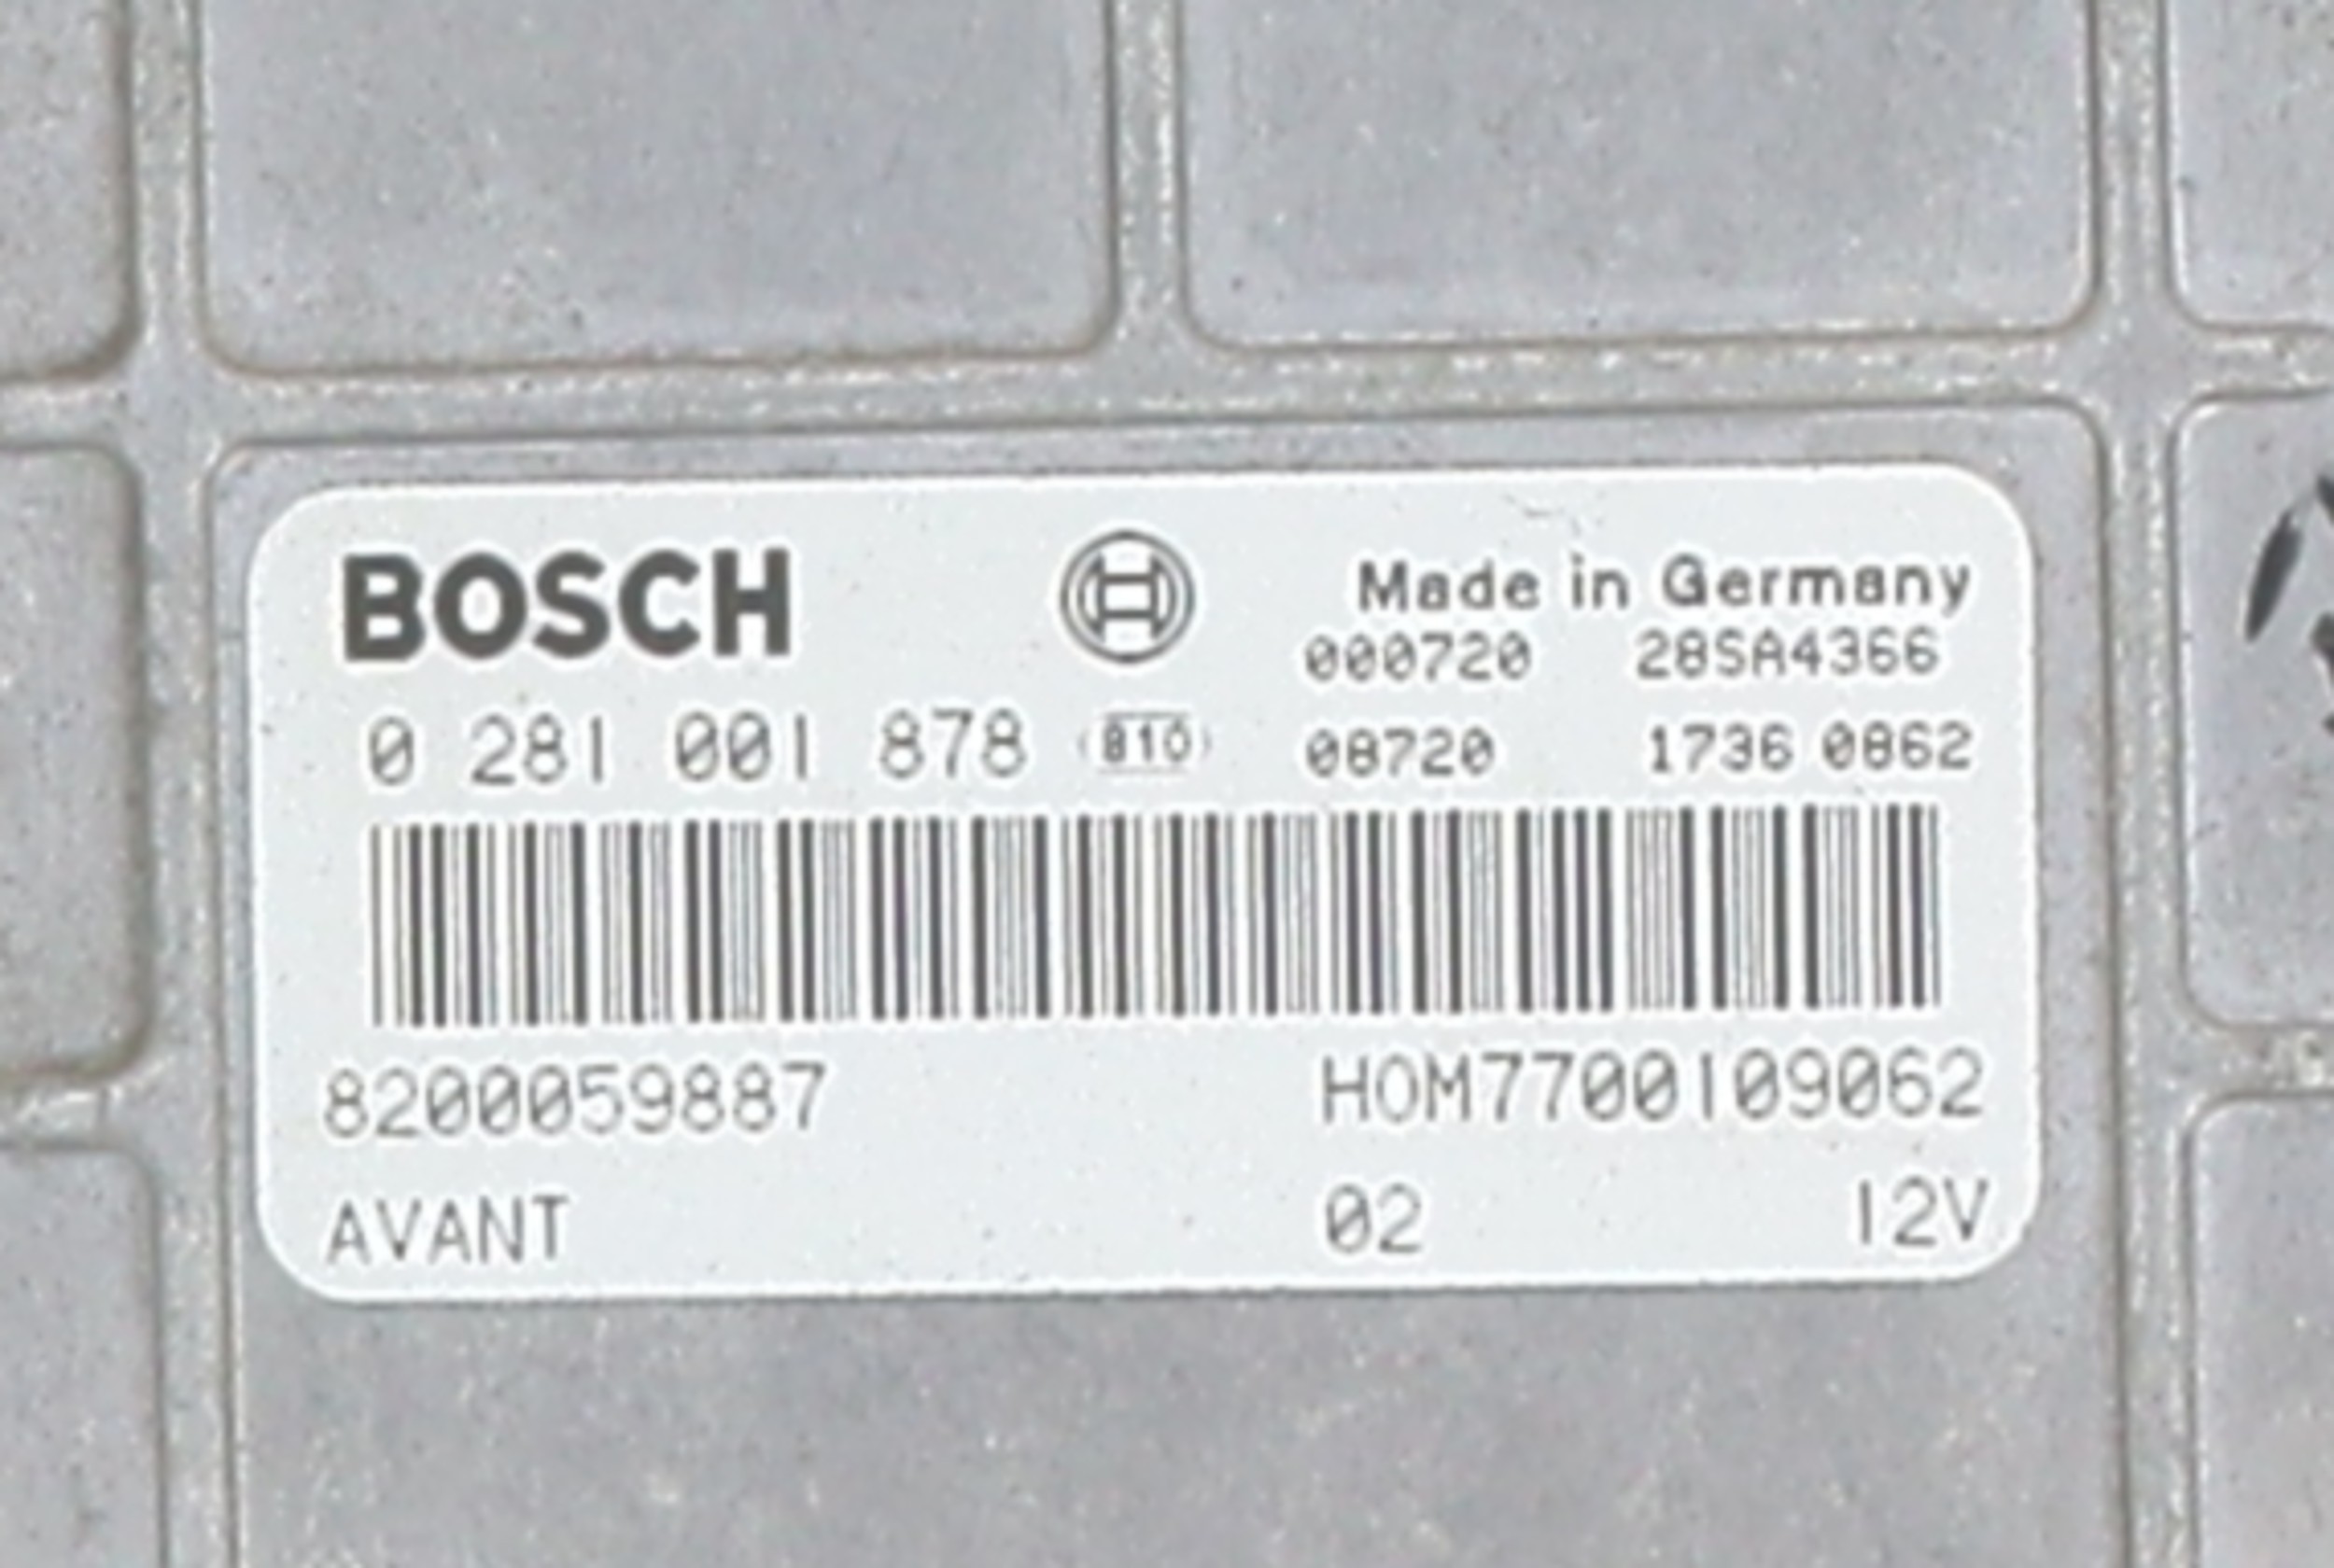 BOSCH Made in Germany
000720 28SA4366
0 281 001 878 810 08720 1736 0862
8200059887 HOM7700109062
AVANT 02 12V